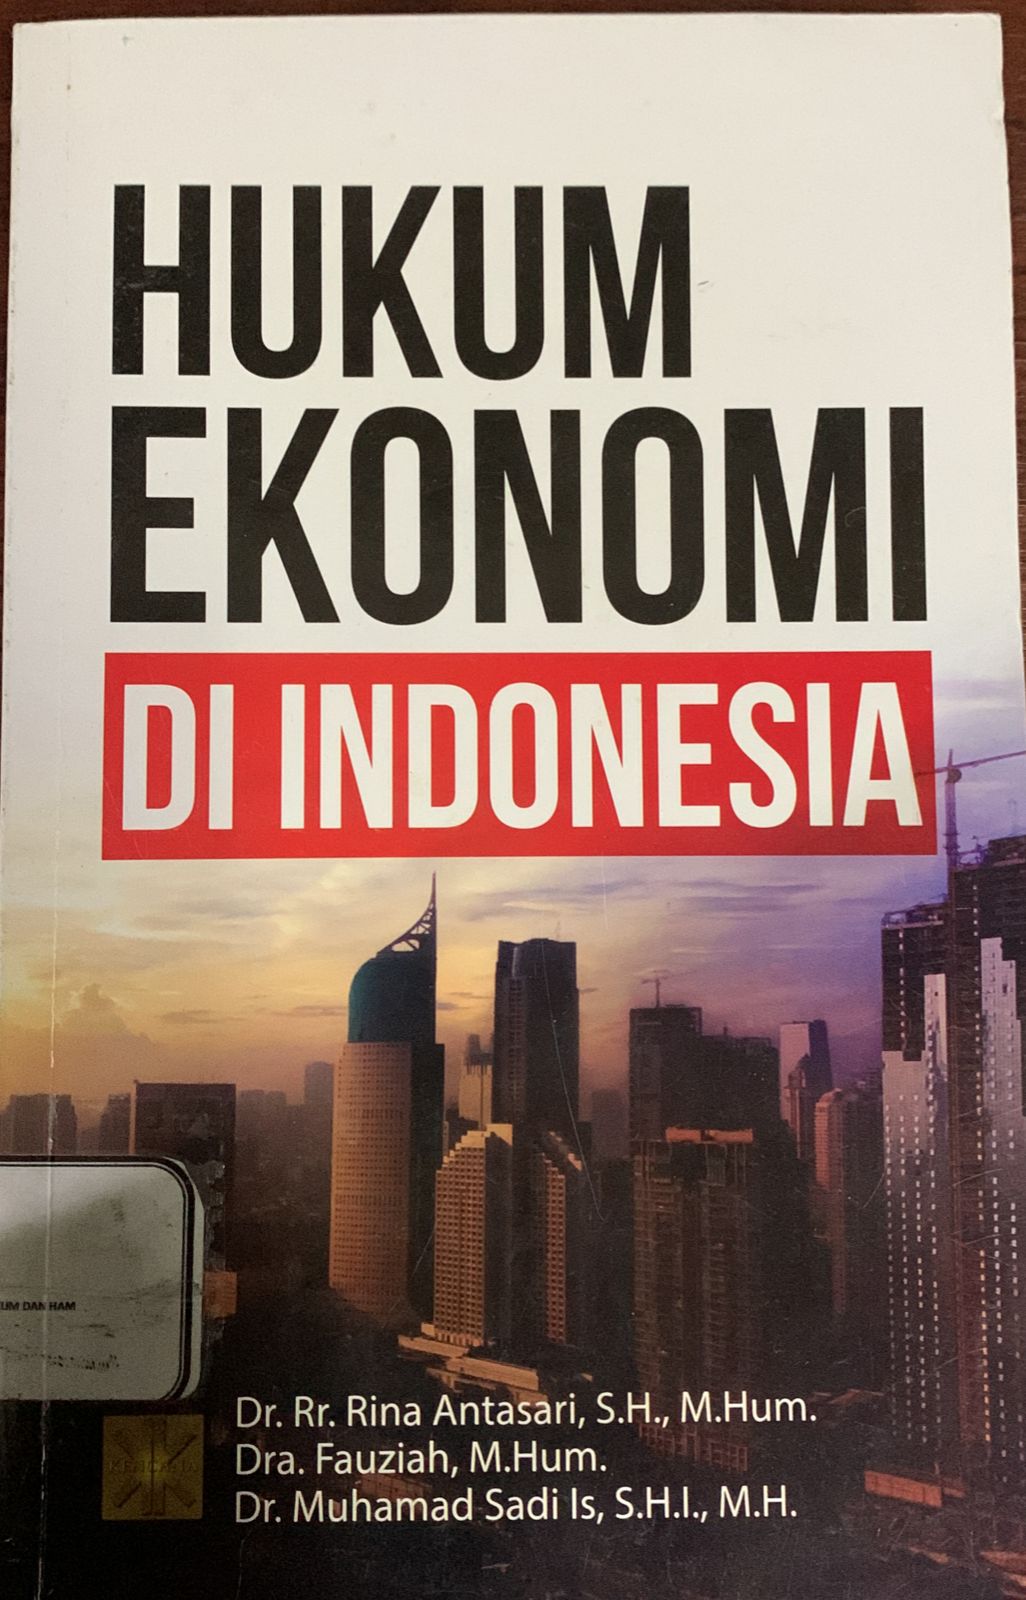 HUKUM
EKONOMI
DI INDONESIA
UM DAN HAM
Dr. Rr. Rina Antasari, S.H., M.Hum.
Dra. Fauziah, M.Hum.
KENCANA
Dr. Muhamad Sadi Is, S.H.I., M.H.